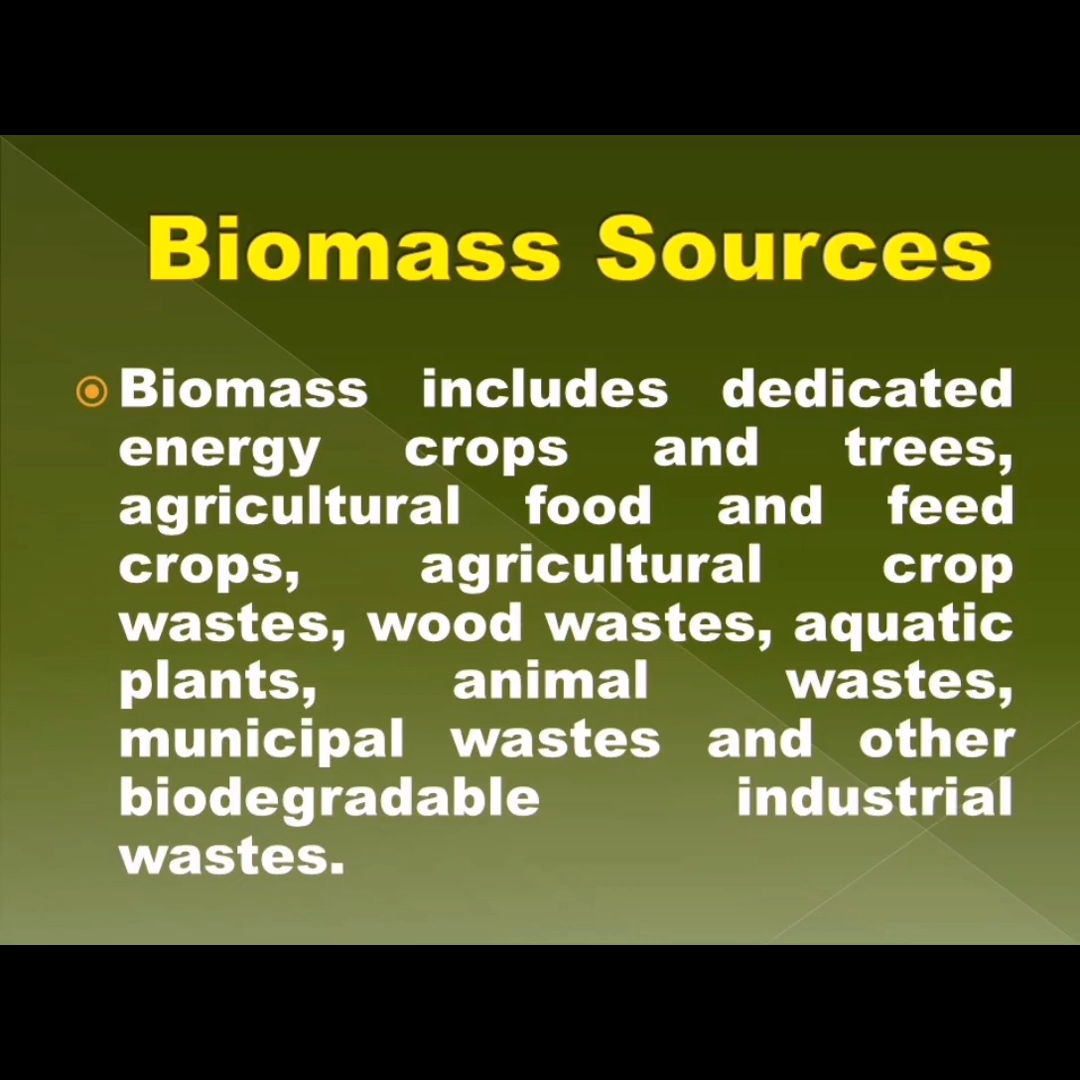 Biomass Sources
Biomass includes dedicated
energy crops and trees,
agricultural food and feed
crops, agricultural crop
wastes, wood wastes, aquatic
plants, animal wastes,
municipal wastes and other
biodegradable industrial
wastes.